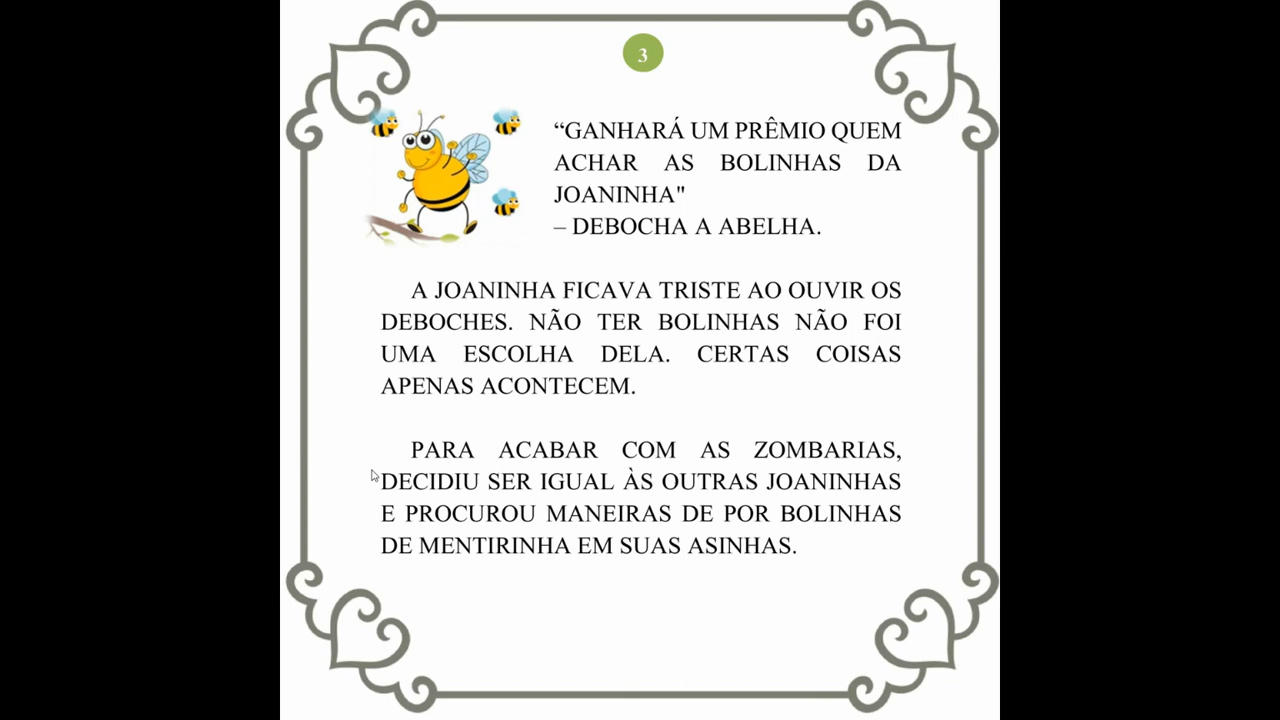 3
“GANHARÁ UM PRÊMIO QUEM
ACHAR AS BOLINHAS DA
JOANINHA"
– DEBOCHA A ABELHA.
A JOANINHA FICAVA TRISTE AO OUVIR OS
DEBOCHES. NÃO TER BOLINHAS NÃO FOI
UMA ESCOLHA DELA. CERTAS COISAS
APENAS ACONTECEM.
PARA ACABAR COM AS ZOMBARIAS,
DECIDIU SER IGUAL ÀS OUTRAS JOANINHAS
E PROCUROU MANEIRAS DE POR BOLINHAS
DE MENTIRINHA EM SUAS ASINHAS.